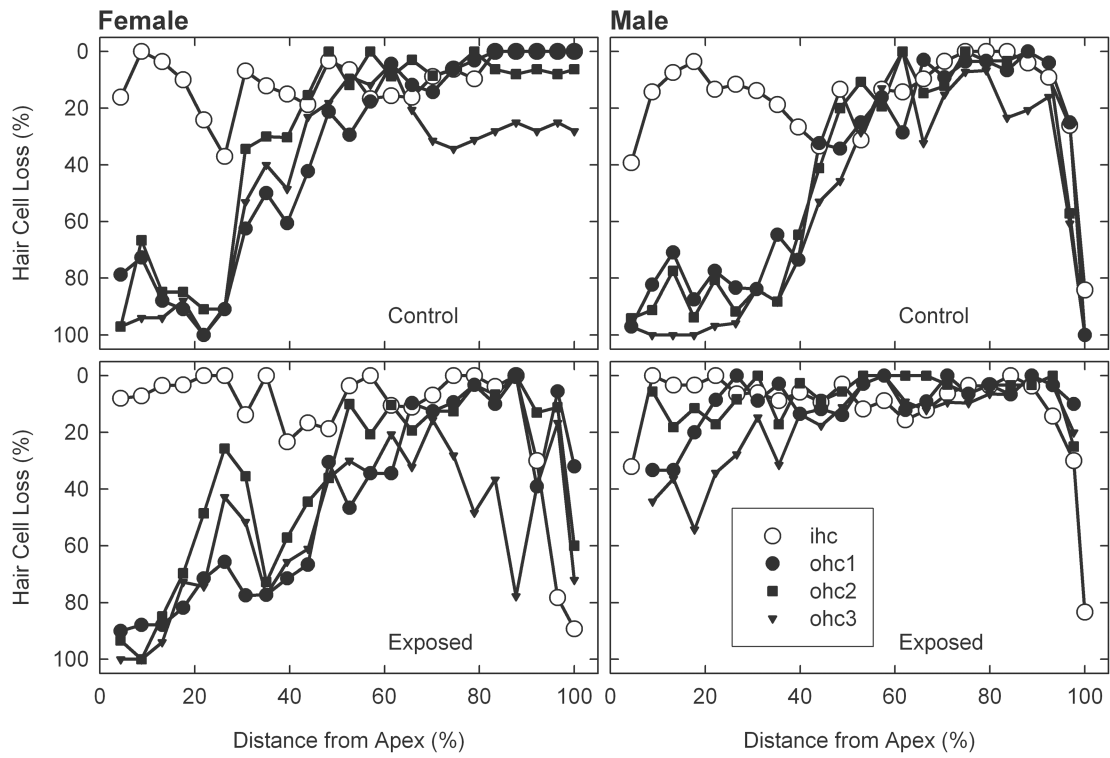 Female
Male
0
20
40
60
80
100
Hair Cell Loss (%)
Control
Control
0
20
40
60
80
100
Hair Cell Loss (%)
ihc
ohc1
ohc2
ohc3
Exposed
Exposed
0 20 40 60 80 100
0 20 40 60 80 100
Distance from Apex (%)
Distance from Apex (%)